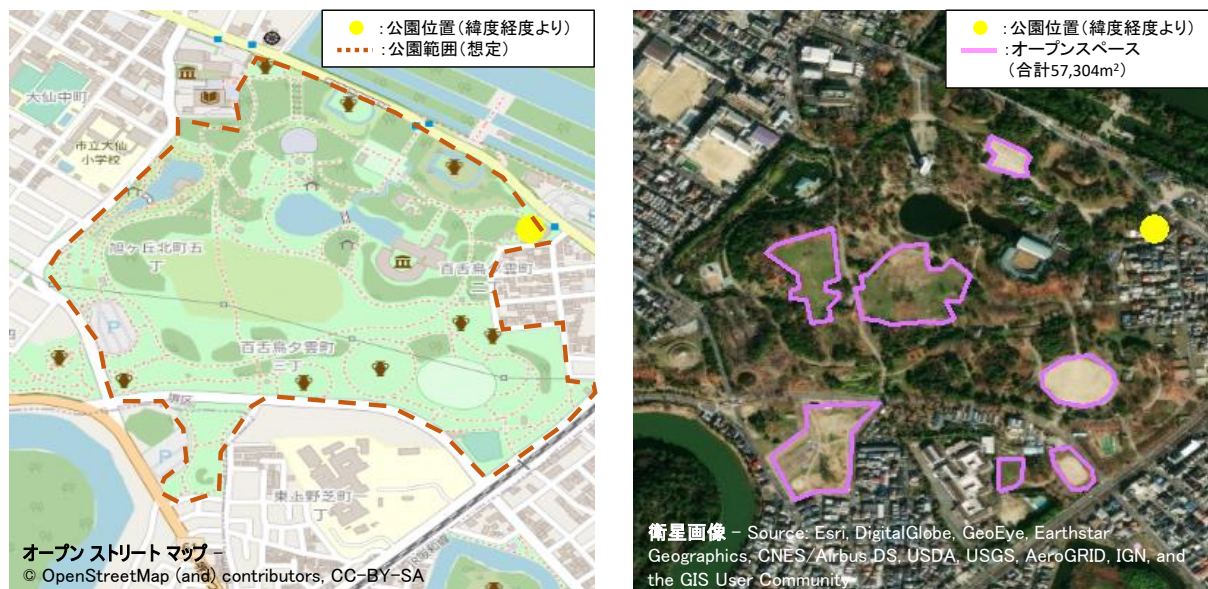 ：公園位置（緯度経度より）
：公園範囲（想定）
大仙中町
市立大仙
小学校
旭ヶ丘北町五
丁
百舌鳥夕雲町
二丁
百舌鳥夕雲町
三丁
堺区
P
P
東上野芝町一
丁
オープン ストリート マップ –
© OpenStreetMap (and) contributors, CC-BY-SA
：公園位置（緯度経度より）
：オープンスペース
（合計57,304m²）
衛星画像 – Source: Esri, DigitalGlobe, GeoEye, Earthstar
Geographics, CNES/Airbus DS, USDA, USGS, AeroGRID, IGN, and
the GIS User Community